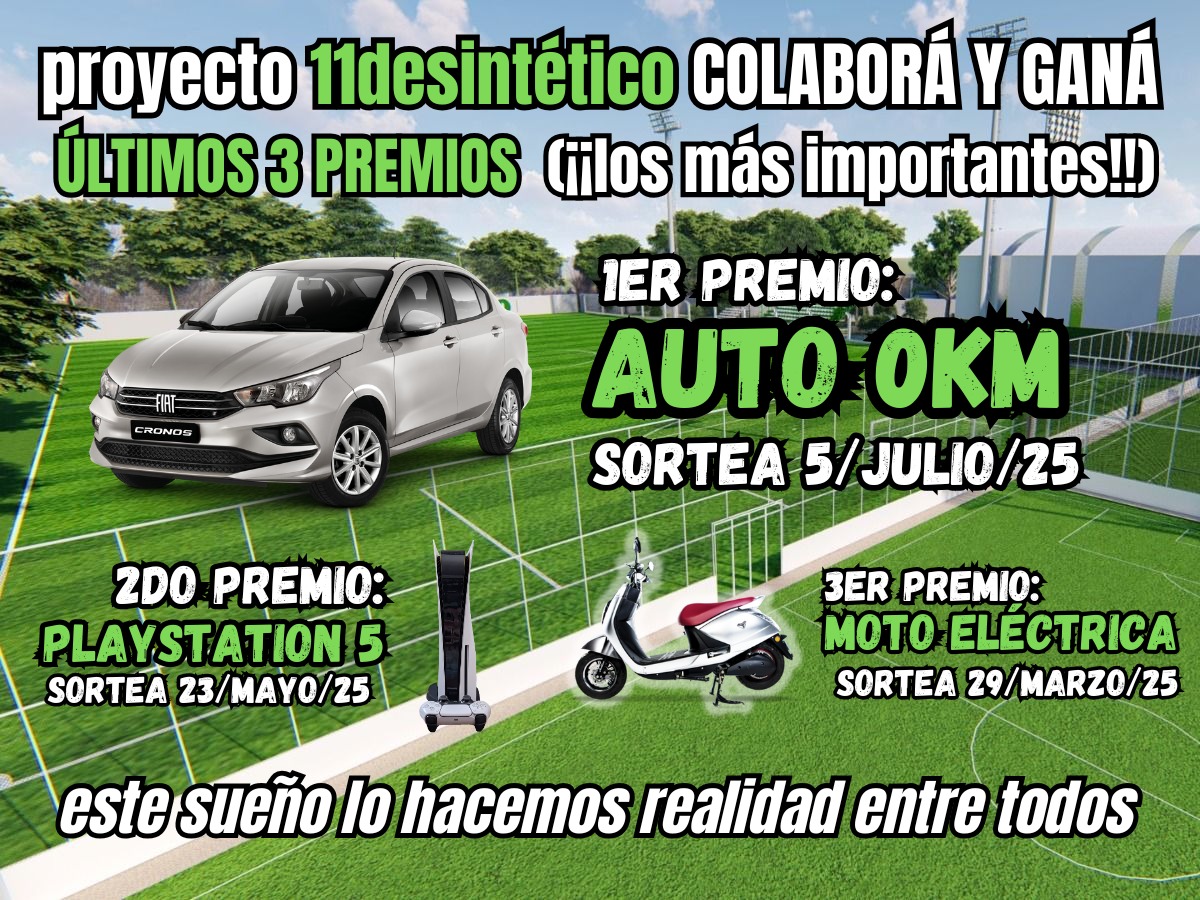 proyecto 11desintético COLABORÁ Y GANÁ
ÚLTIMOS 3 PREMIOS (¡¡los más importantes!!)
1ER PREMIO:
AUTO 0KM
SORTEA 5/JULIO/25
FIAT
CRONOS
2DO PREMIO:
PLAYSTATION 5
SORTEA 23/MAYO/25
3ER PREMIO:
MOTO ELÉCTRICA
SORTEA 29/MARZO/25
este sueño lo hacemos realidad entre todos